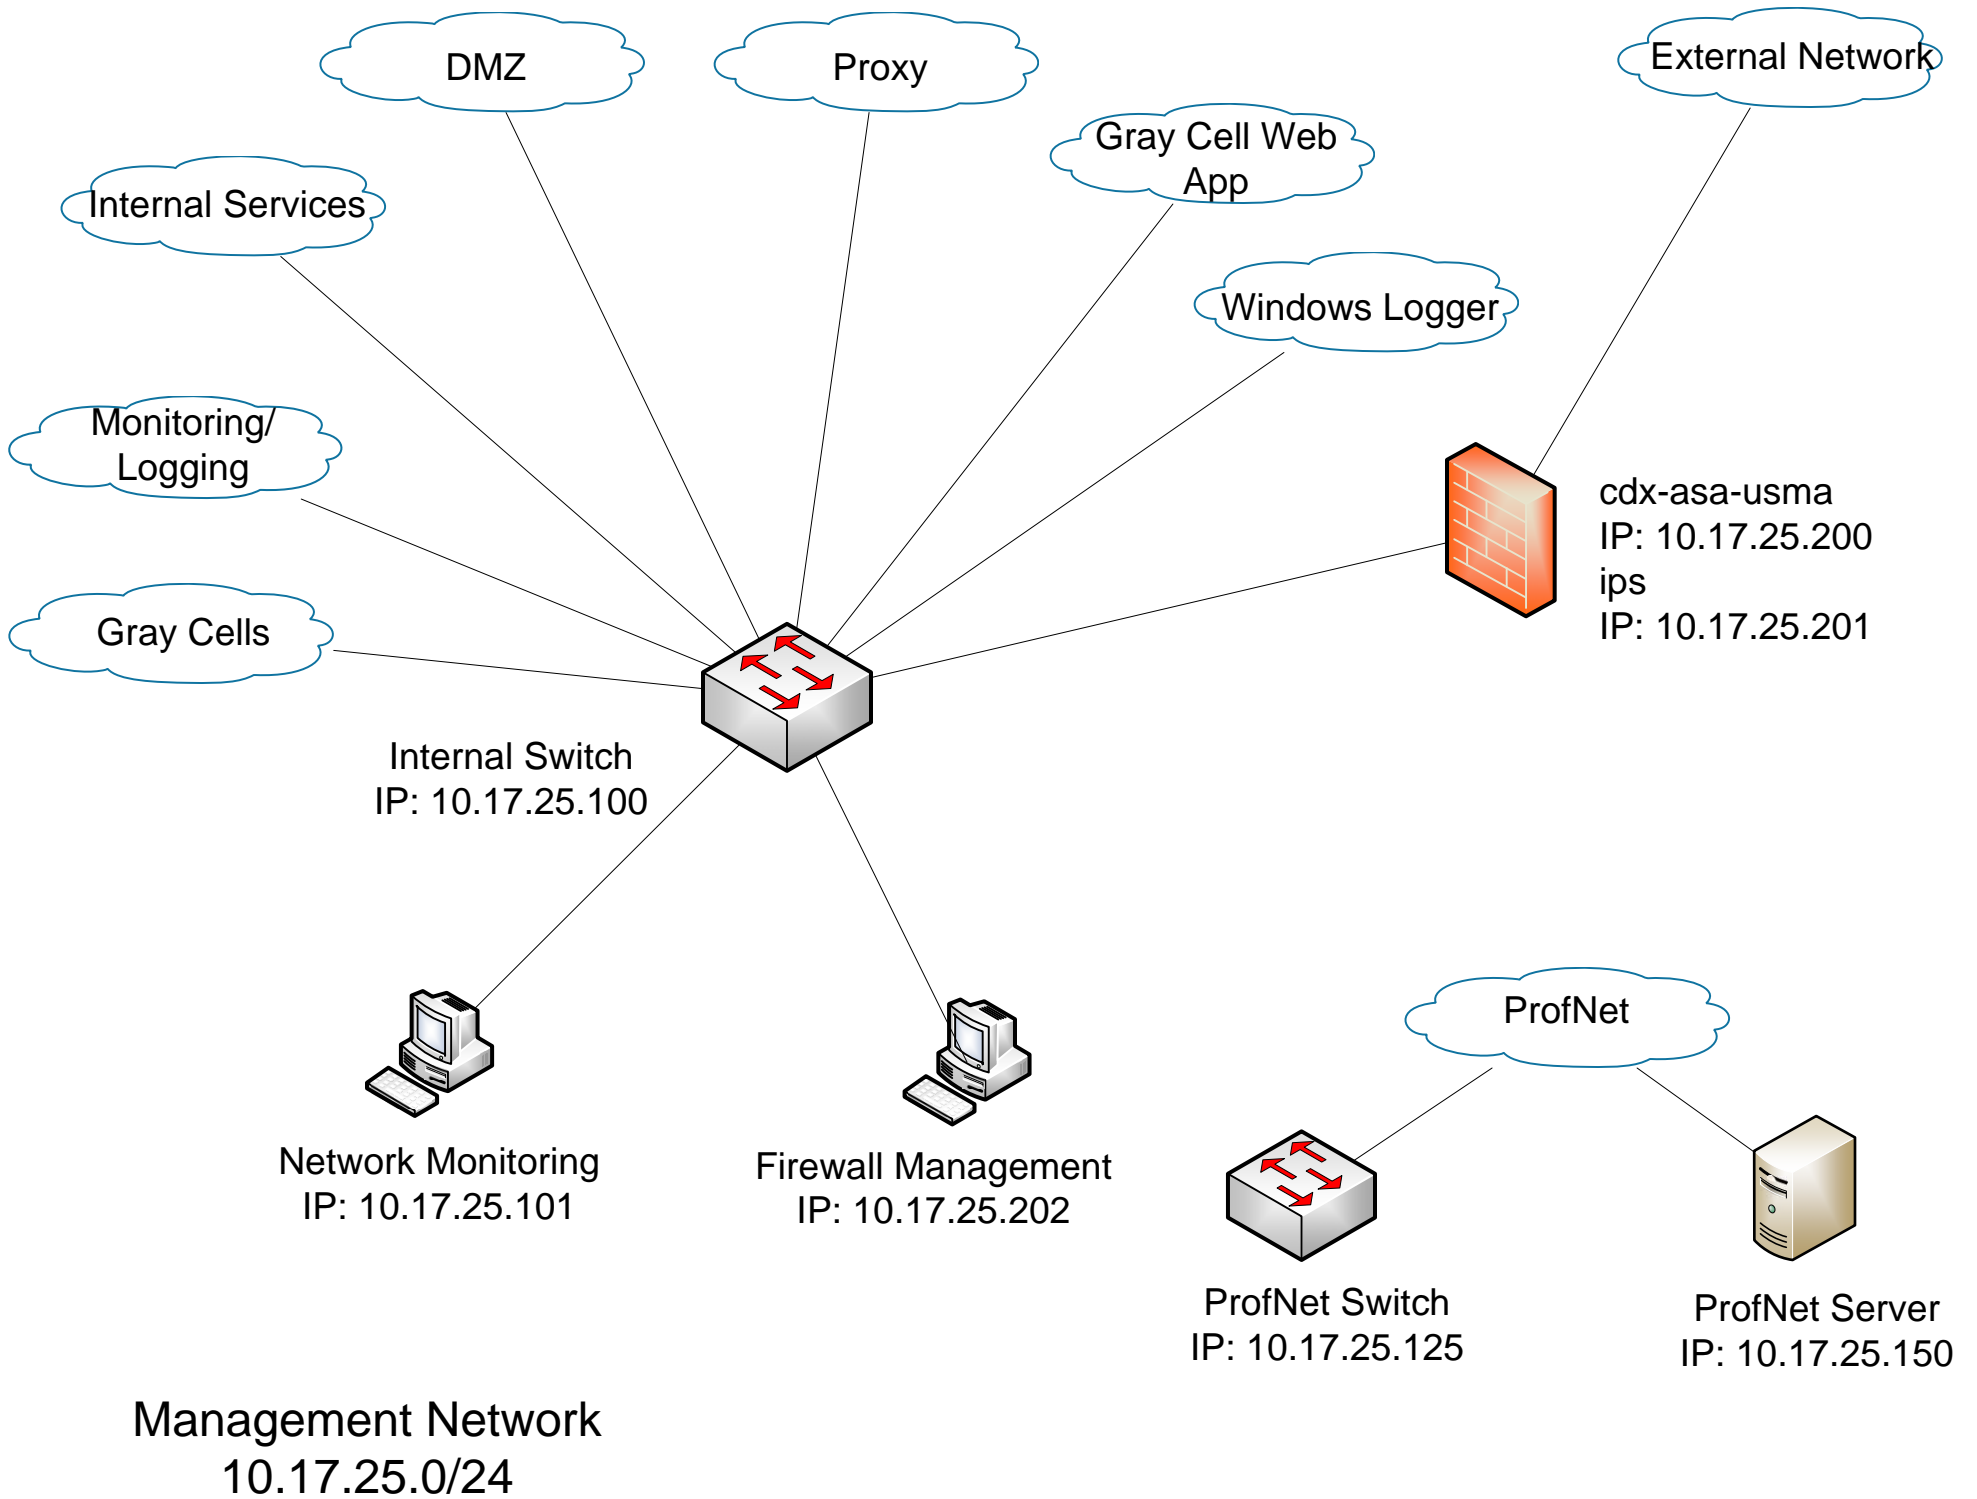 DMZ
Proxy
External Network
Gray Cell Web
App
Internal Services
Windows Logger
Monitoring/
Logging
Gray Cells
cdx-asa-usma
IP: 10.17.25.200
ips
IP: 10.17.25.201
Internal Switch
IP: 10.17.25.100
ProfNet
Network Monitoring
IP: 10.17.25.101
Firewall Management
IP: 10.17.25.202
ProfNet Switch
IP: 10.17.25.125
ProfNet Server
IP: 10.17.25.150
Management Network
10.17.25.0/24